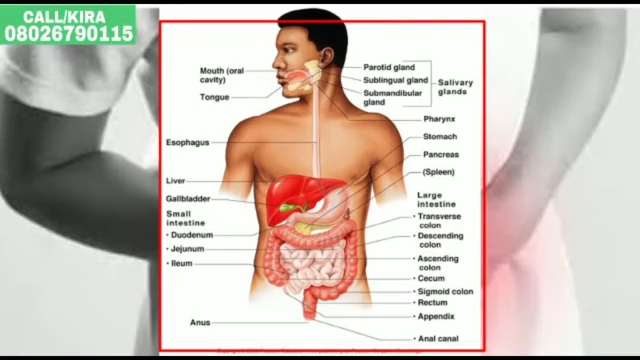 CALL/KIRA
08026790115
Mouth (oral
cavity)
Tongue
Esophagus
Liver
Gallbladder
Small
intestine
• Duodenum
• Jejunum
• Ileum
Anus
Parotid gland
Sublingual gland
Submandibular
gland
Salivary
glands
Pharynx
Stomach
Pancreas
(Spleen)
Large
intestine
• Transverse
colon
• Descending
colon
• Ascending
colon
• Cecum
• Sigmoid colon
• Rectum
• Appendix
• Anal canal